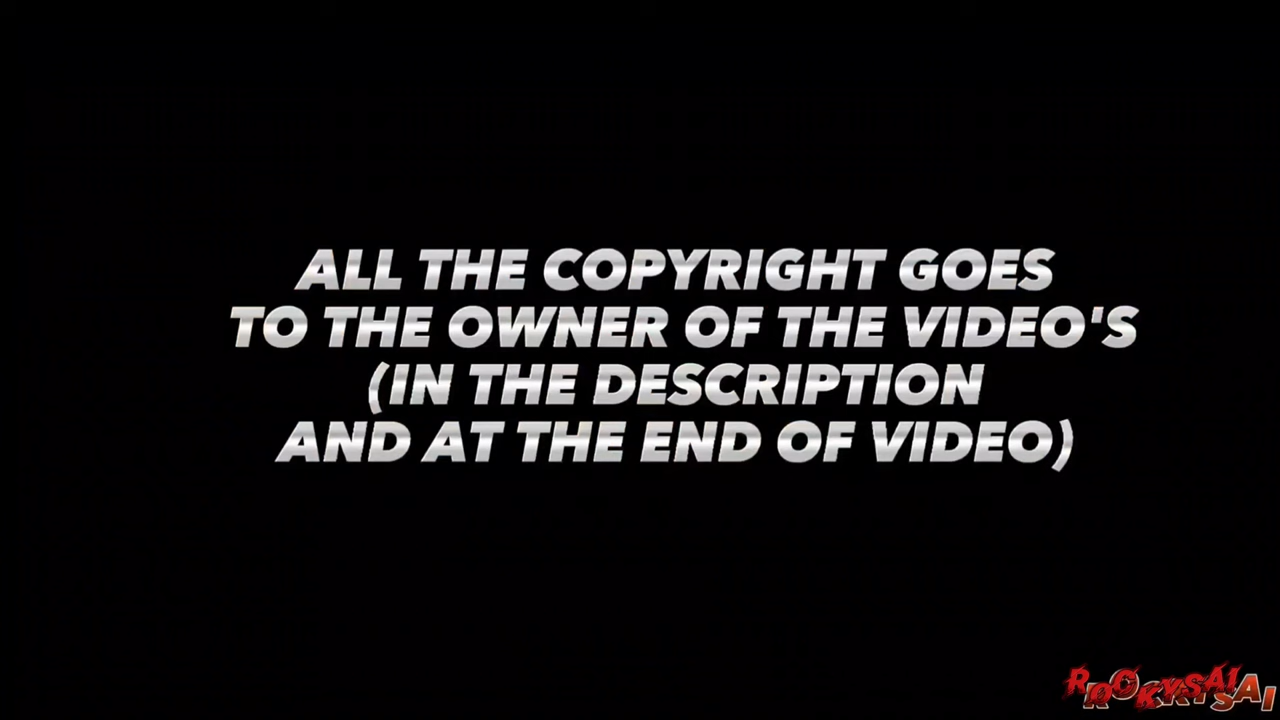 ALL THE COPYRIGHT GOES
TO THE OWNER OF THE VIDEO'S
(IN THE DESCRIPTION
AND AT THE END OF VIDEO)